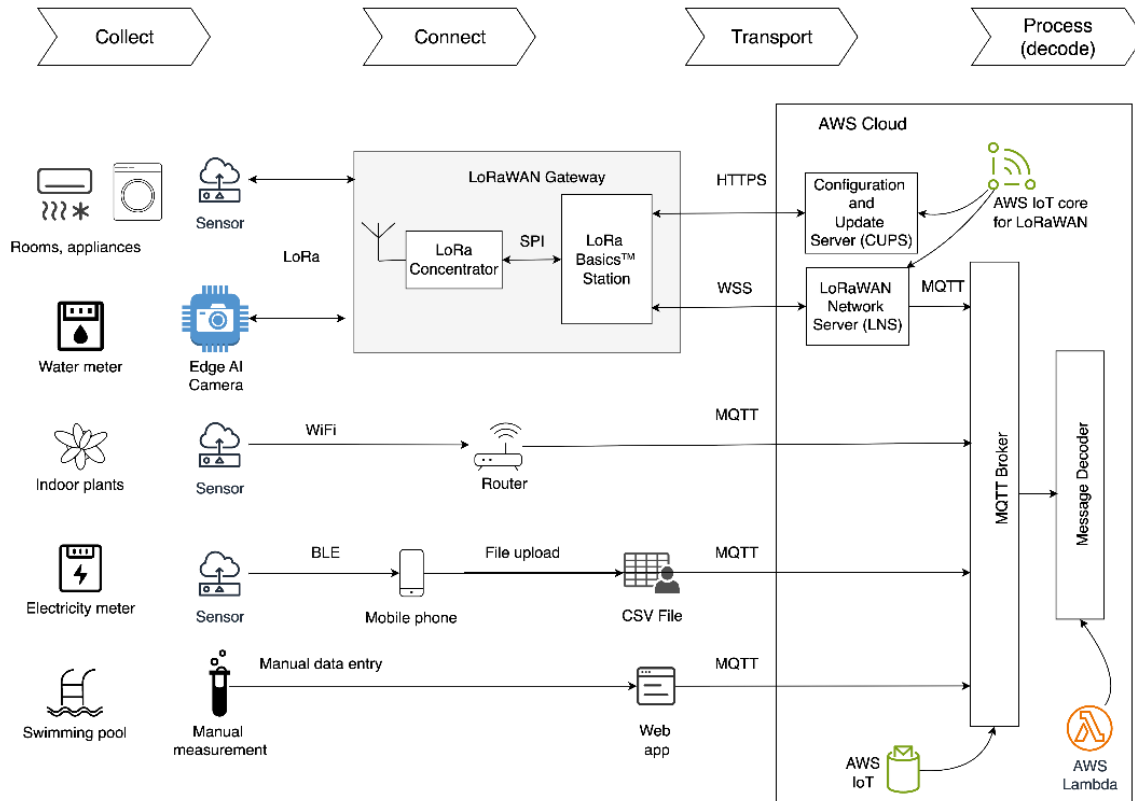 Collect
Connect
Transport
Process
(decode)
AWS Cloud
LoRaWAN Gateway
HTTPS
Configuration
and
Update
Server (CUPS)
AWS IoT core
for LoRaWAN
Sensor
Rooms, appliances
LoRa
LoRa
Concentrator
SPI
LoRa
Basics™
Station
WSS
LoRaWAN
Network
Server (LNS)
MQTT
Water meter
Edge AI
Camera
WiFi
MQTT
Indoor plants
Sensor
Router
MQTT Broker
Message Decoder
BLE
File upload
MQTT
Electricity meter
Sensor
Mobile phone
CSV File
Manual data entry
MQTT
Swimming pool
Manual
measurement
Web
app
AWS
IoT
AWS
Lambda